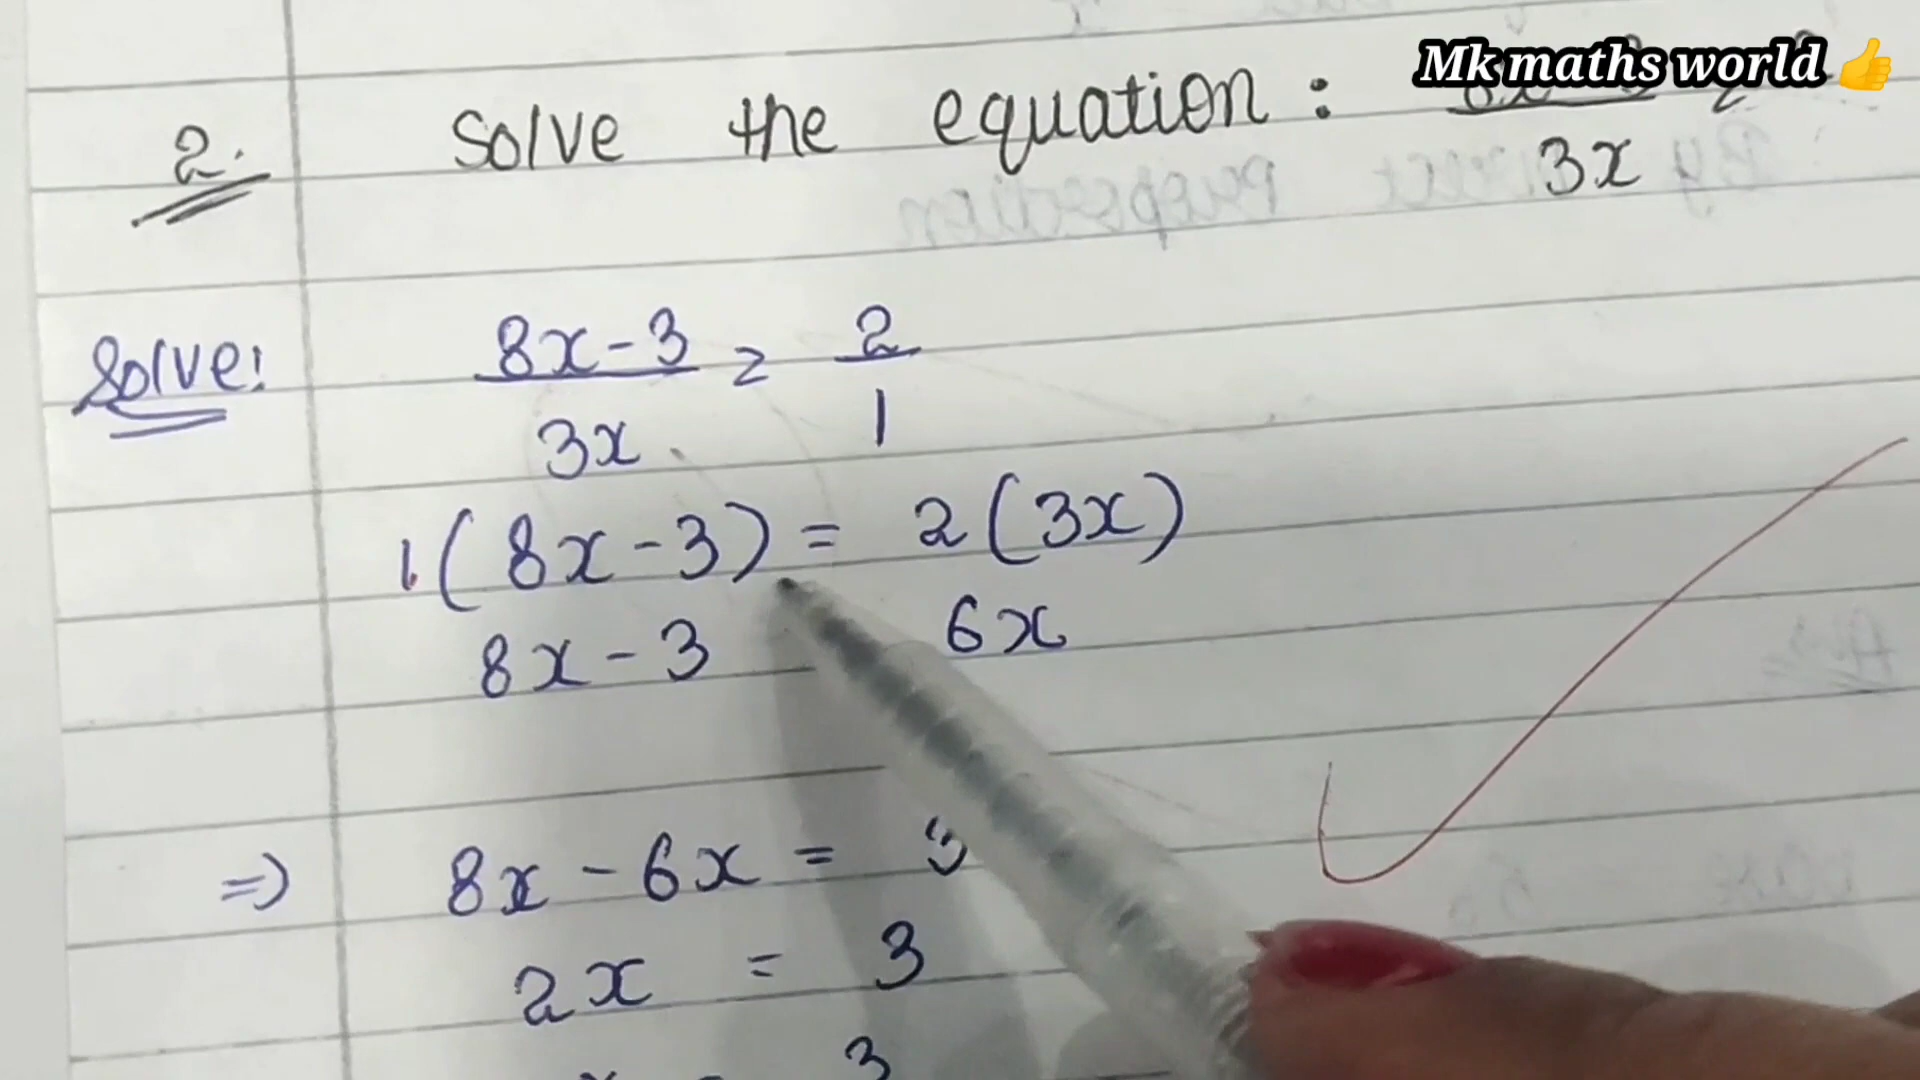 Mk maths world 👍
2. Solve the equation :
3x
Solve: 8x-3 = 2
3x 1
1(8x-3) = 2(3x)
8x-3 6x
=> 8x-6x = 3
2x = 3
3